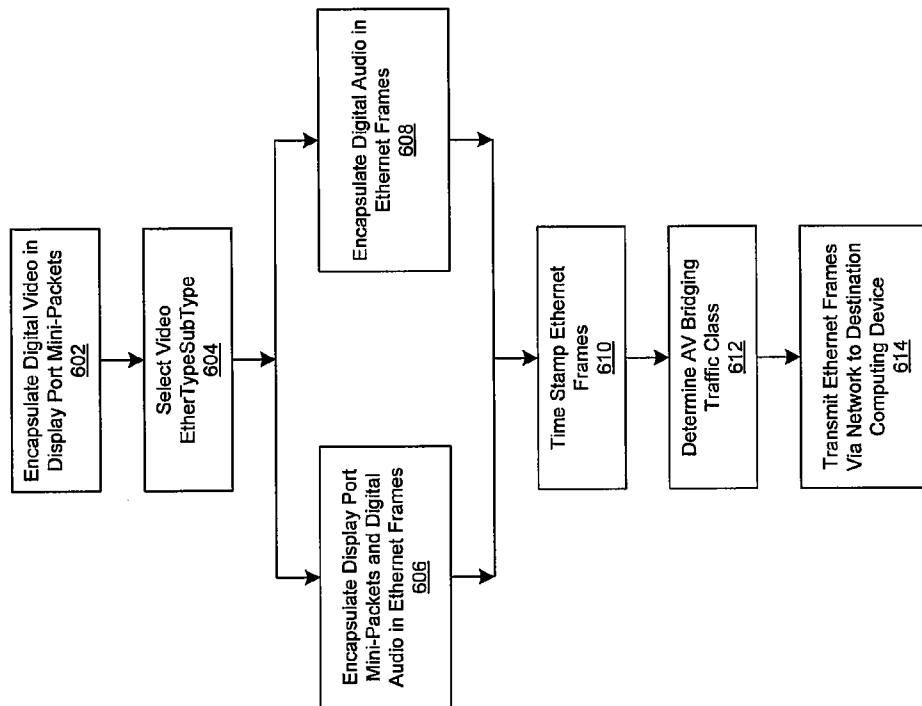 Encapsulate Digital Video in
Display Port Mini-Packets
602
Select Video
EtherTypeSubType
604
Encapsulate Display Port
Mini-Packets and Digital
Audio in Ethernet Frames
606
Encapsulate Digital Audio in
Ethernet Frames
608
Time Stamp Ethernet
Frames
610
Determine AV Bridging
Traffic Class
612
Transmit Ethernet Frames
Via Network to Destination
Computing Device
614